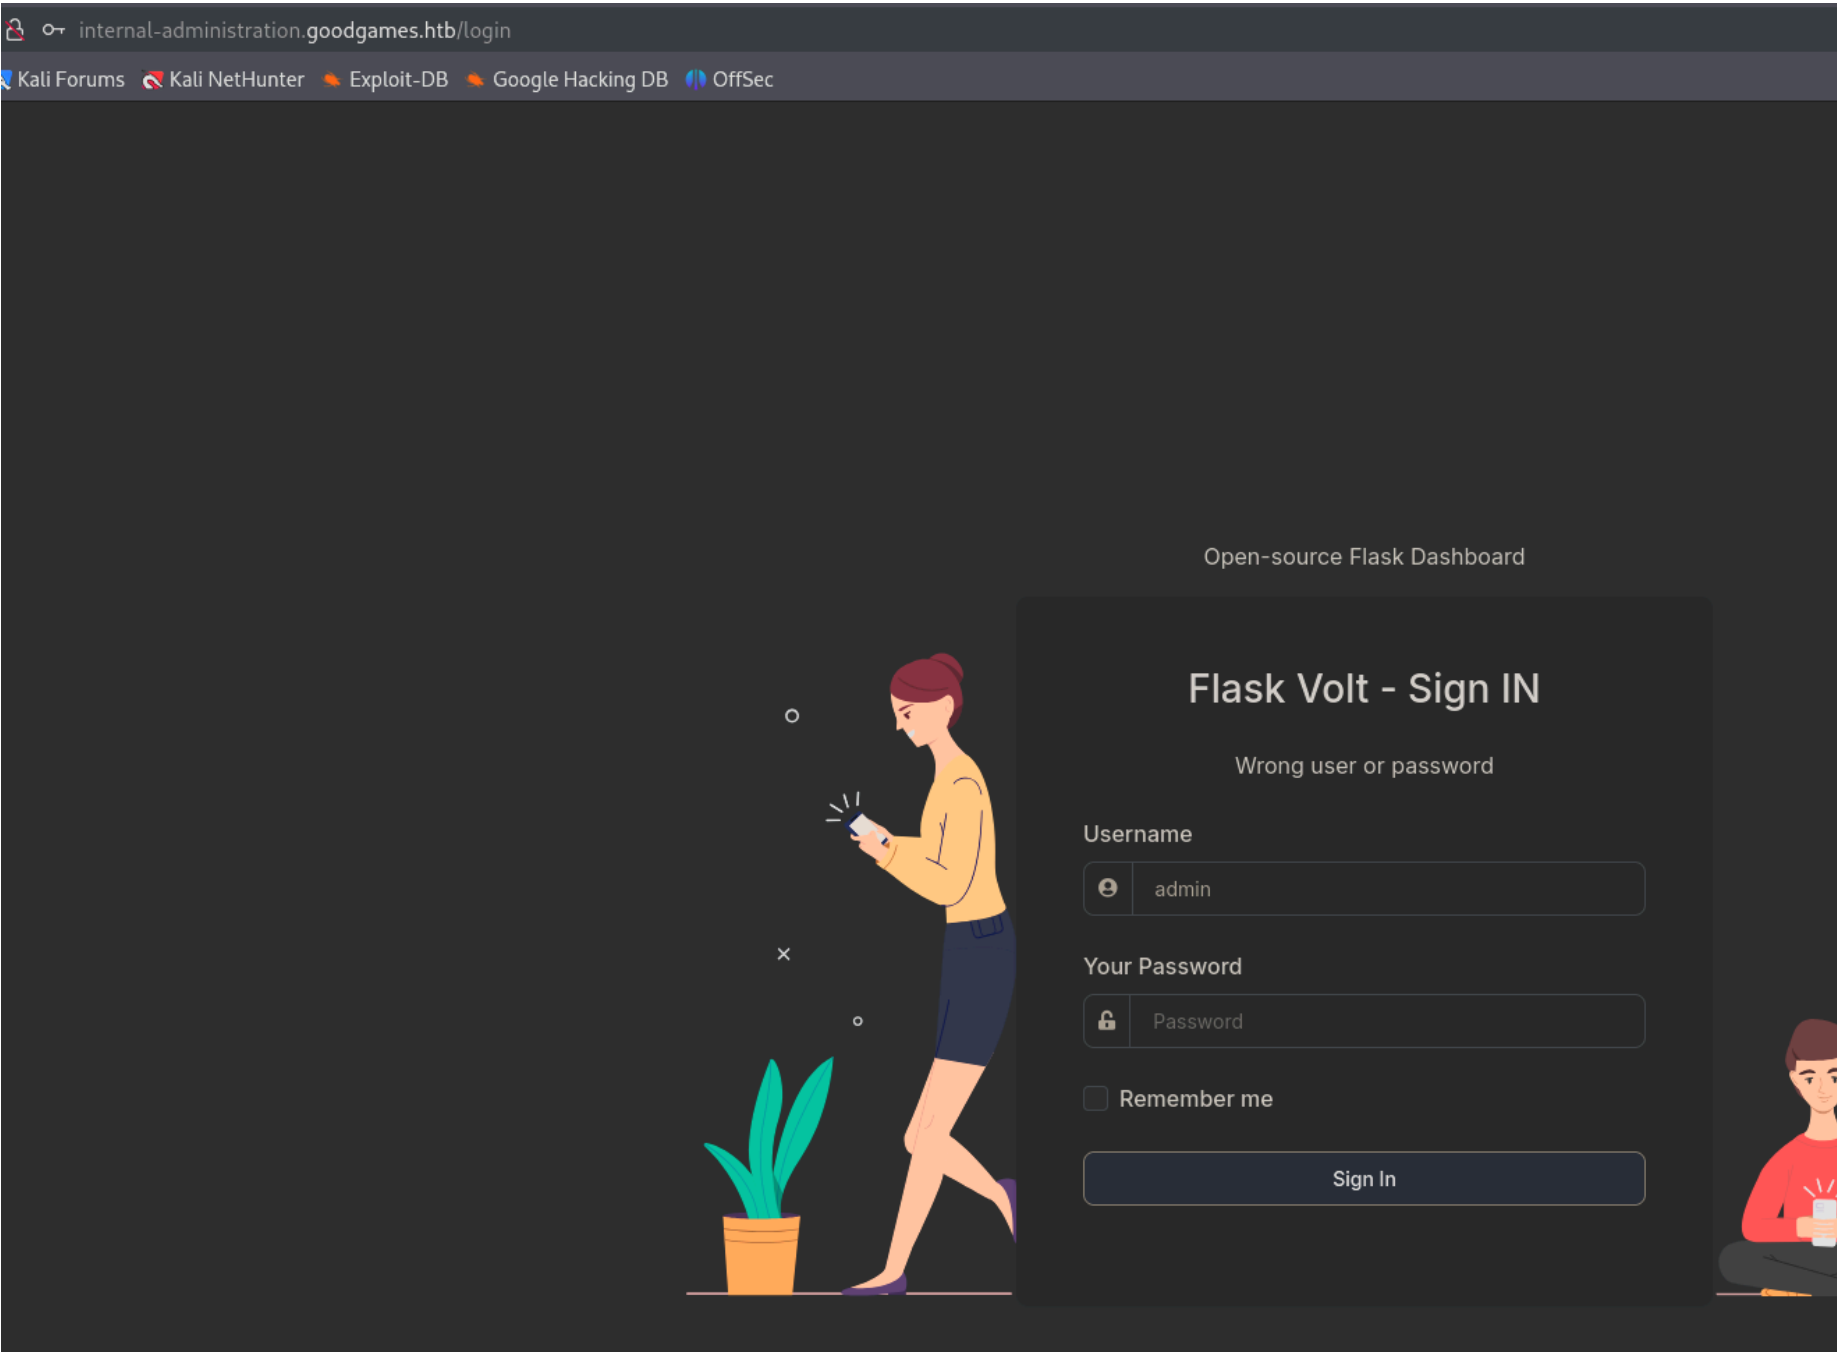 internal-administration.goodgames.htb/login
Kali Forums Kali NetHunter Exploit-DB Google Hacking DB OffSec
Open-source Flask Dashboard
Flask Volt - Sign IN
Wrong user or password
Username
admin
Your Password
Password
Remember me
Sign In